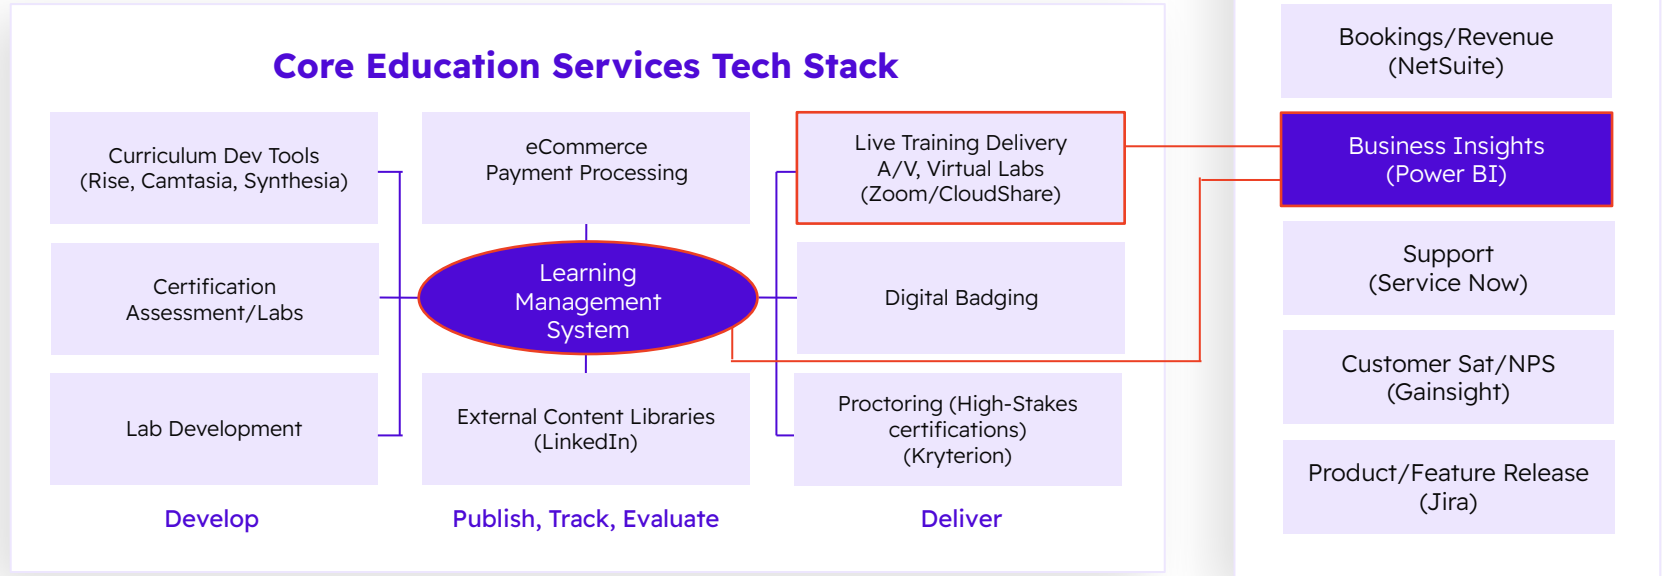 Core Education Services Tech Stack
Curriculum Dev Tools
(Rise, Camtasia, Synthesia)
eCommerce
Payment Processing
Live Training Delivery
A/V, Virtual Labs
(Zoom/CloudShare)
Certification
Assessment/Labs
Learning
Management
System
Digital Badging
Lab Development
External Content Libraries
(LinkedIn)
Proctoring (High-Stakes
certifications)
(Kryterion)
Develop
Publish, Track, Evaluate
Deliver
Bookings/Revenue
(NetSuite)
Business Insights
(Power BI)
Support
(Service Now)
Customer Sat/NPS
(Gainsight)
Product/Feature Release
(Jira)